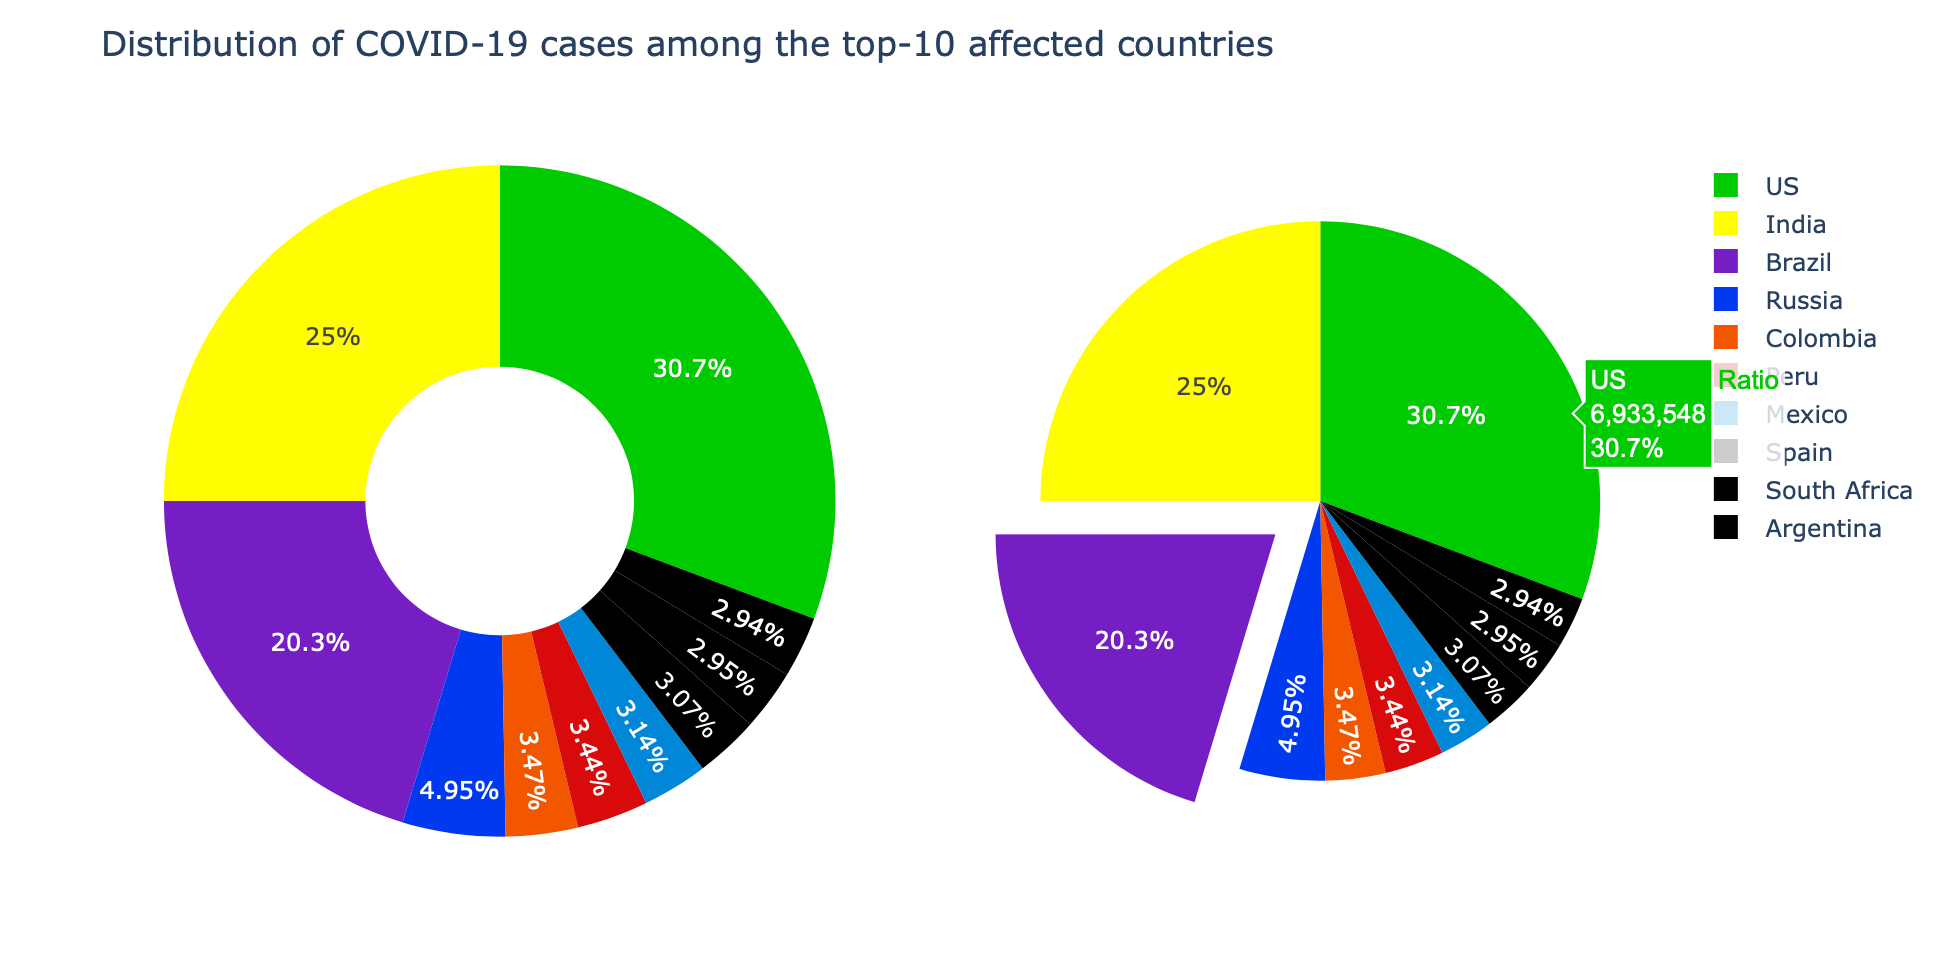 Distribution of COVID-19 cases among the top-10 affected countries
25%
30.7%
20.3%
4.95%
3.47%
3.44%
3.14%
3.07%
2.95%
2.94%
25%
30.7%
20.3%
4.95%
3.47%
3.44%
3.14%
3.07%
2.95%
2.94%
US
6,933,548
30.7%
Ratio
US
India
Brazil
Russia
Colombia
Peru
Mexico
Spain
South Africa
Argentina